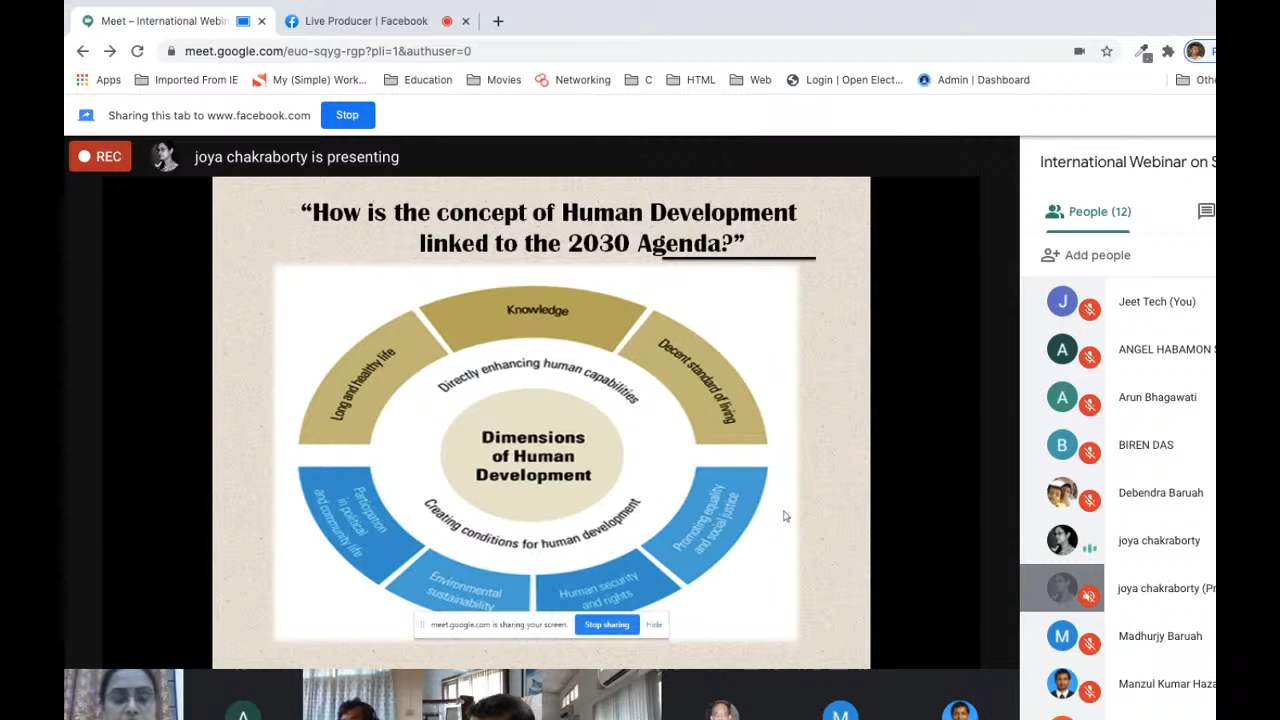 Meet – International Webin
Live Producer | Facebook
meet.google.com/euo-sqyg-rgp?pli=1&authuser=0
Apps
Imported From IE
My (Simple) Work...
Education
Movies
Networking
C
HTML
Web
Login | Open Elect...
Admin | Dashboard
Othe
Sharing this tab to www.facebook.com
Stop
REC
joya chakraborty is presenting
International Webinar on S
“How is the concept of Human Development
linked to the 2030 Agenda?”
Knowledge
Long and healthy life
Decent standard of living
Directly enhancing human capabilities
Dimensions
of Human
Development
Creating conditions for human development
Participation
in political
and community life
Environmental
sustainability
Human security
and rights
Promoting equality
and social justice
meet.google.com is sharing your screen.
Stop sharing
Hide
People (12)
Add people
J
Jeet Tech (You)
A
ANGEL HABAMON S
A
Arun Bhagawati
B
BIREN DAS
Debendra Baruah
joya chakraborty
joya chakraborty (Pr
M
Madhurjy Baruah
Manzul Kumar Haza
A
M